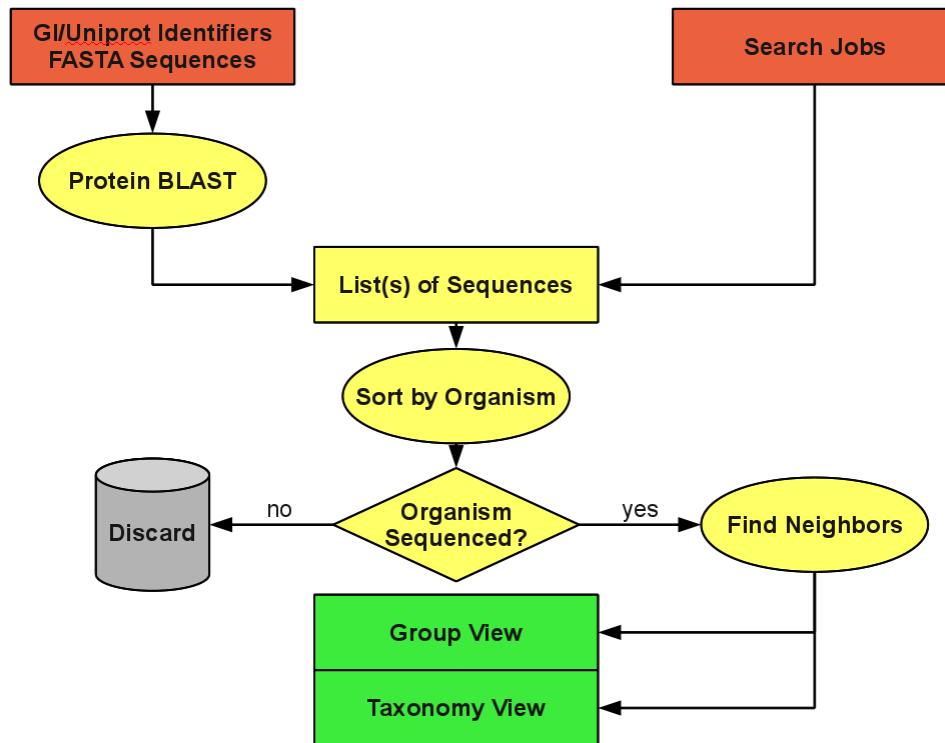 GI/Uniprot Identifiers
FASTA Sequences
Search Jobs
Protein BLAST
List(s) of Sequences
Sort by Organism
Organism
Sequenced?
no
yes
Discard
Find Neighbors
Group View
Taxonomy View